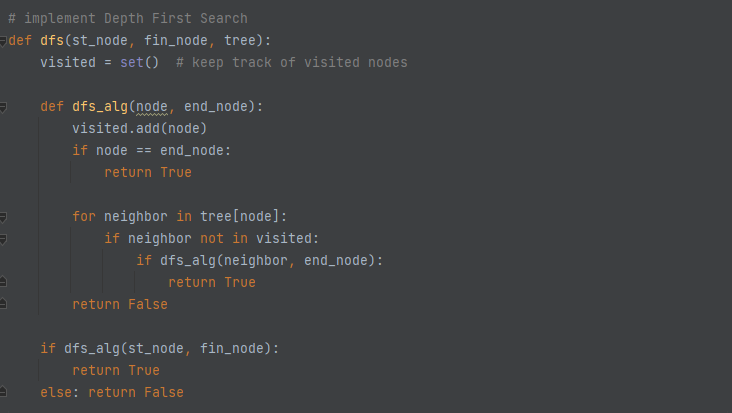 # implement Depth First Search
def dfs(st_node, fin_node, tree):
    visited = set()  # keep track of visited nodes

    def dfs_alg(node, end_node):
        visited.add(node)
        if node == end_node:
            return True

        for neighbor in tree[node]:
            if neighbor not in visited:
                if dfs_alg(neighbor, end_node):
                    return True
        return False

    if dfs_alg(st_node, fin_node):
        return True
    else: return False